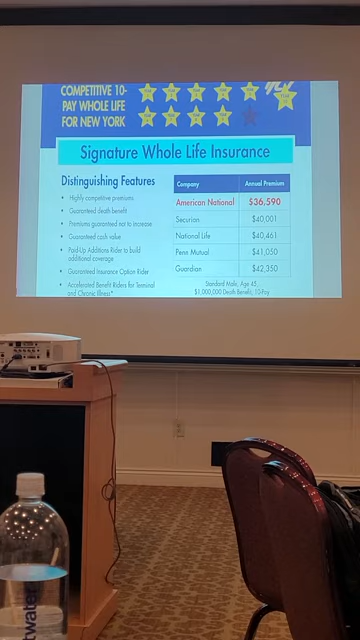 COMPETITIVE 10-
PAY WHOLE LIFE
FOR NEW YORK
Signature Whole Life Insurance
Distinguishing Features
• Highly competitive premiums
• Guaranteed death benefit
• Premiums guaranteed not to increase
• Guaranteed cash value
• Paid-Up Additions Rider to build
additional coverage
• Guaranteed Insurance Option Rider
• Accelerated Benefit Riders for Terminal
and Chronic Illness*
Company Annual Premium
American National $36,590
Securian $40,001
National Life $40,461
Penn Mutual $41,050
Guardian $42,350
Standard Male, Age 45
$1,000,000 Death Benefit, 10-Pay
twater